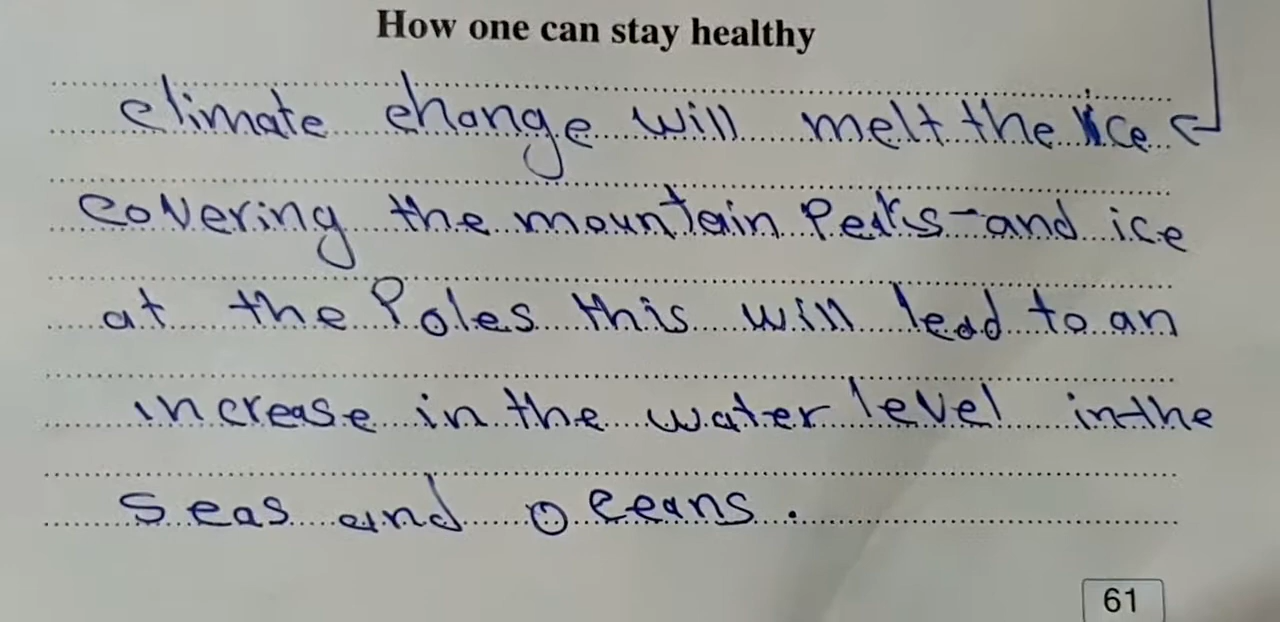 How one can stay healthy
climate change will melt the ice
covering the mountain Peaks and ice
at the Poles this will lead to an
increase in the water level in the
Seas and oceans.
61